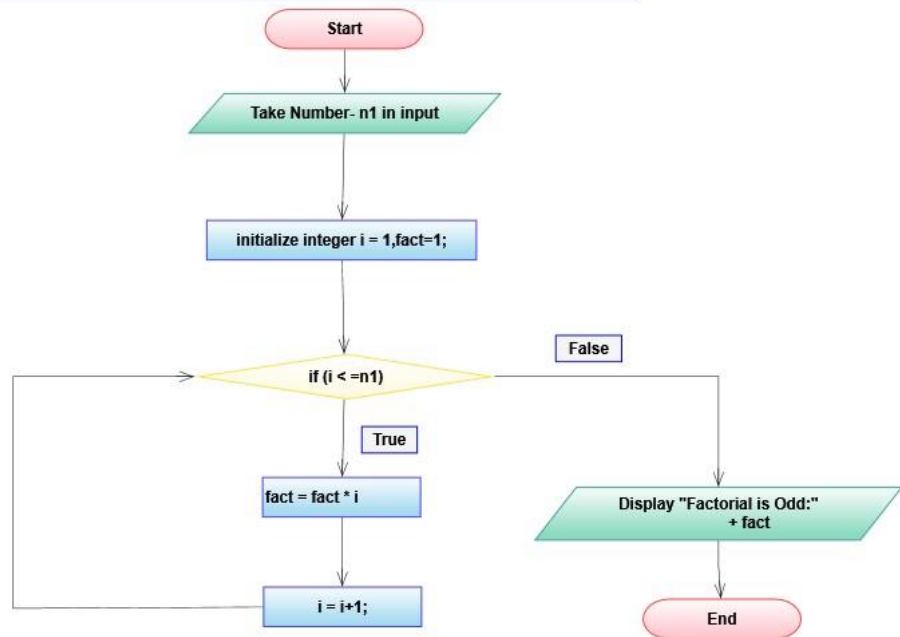 Start
Take Number- n1 in input
initialize integer i = 1,fact=1;
if (i < =n1)
False
True
fact = fact * i
i = i+1;
Display "Factorial is Odd:"
+ fact
End